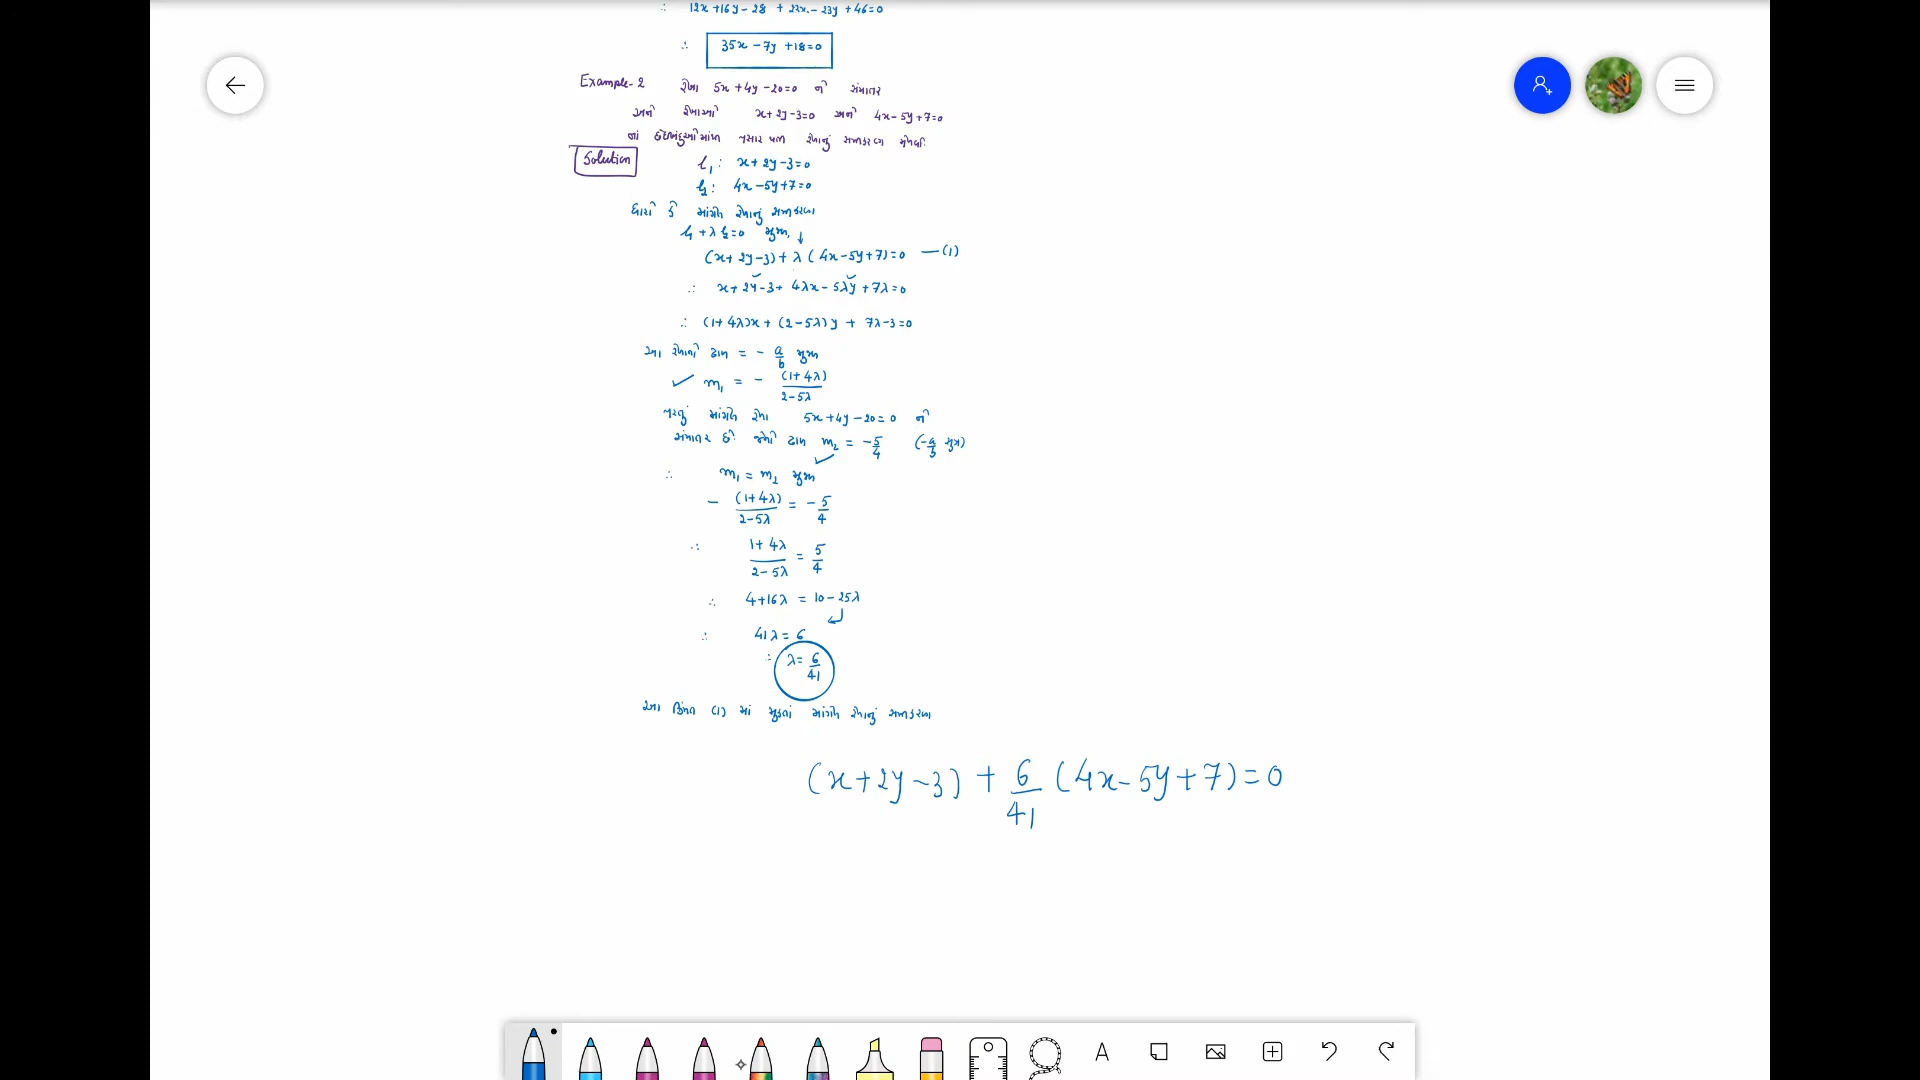 ∴ 12x + 16y - 28 + 23x - 23y + 46 = 0
∴ 35x - 7y + 18 = 0
Example-2 રેખા 5x + 4y - 20 = 0 ને સમાંતર
અને રેખાઓ x + 2y - 3 = 0 અને 4x - 5y + 7 = 0
નાં છેદબિંદુઓમાંથી પસાર થતી રેખાનું સમીકરણ મેળવો.
Solution l₁ : x + 2y - 3 = 0
l₂ : 4x - 5y + 7 = 0
ધારો કે માંગેલ રેખાનું સમીકરણ
l₁ + λ l₂ = 0 મુજબ ↓
(x + 2y - 3) + λ (4x - 5y + 7) = 0 — (1)
∴ x + 2y - 3 + 4λx - 5λy + 7λ = 0
∴ (1 + 4λ)x + (2 - 5λ)y + 7λ - 3 = 0
આ રેખાનો ઢાળ = - a/b મુજબ
✓ m₁ = - (1 + 4λ)/(2 - 5λ)
પરંતુ માંગેલ રેખા 5x + 4y - 20 = 0 ને
સમાંતર છે. જેનો ઢાળ m₂ = -5/4 (-a/b મુજબ)
∴ m₁ = m₂ મુજબ
- (1 + 4λ)/(2 - 5λ) = - 5/4
∴ (1 + 4λ)/(2 - 5λ) = 5/4
∴ 4 + 16λ = 10 - 25λ
∴ 41λ = 6
∴ λ = 6/41
આ કિંમત (1) માં મુકતાં માંગેલ રેખાનું સમીકરણ
(x + 2y - 3) + 6/41 (4x - 5y + 7) = 0